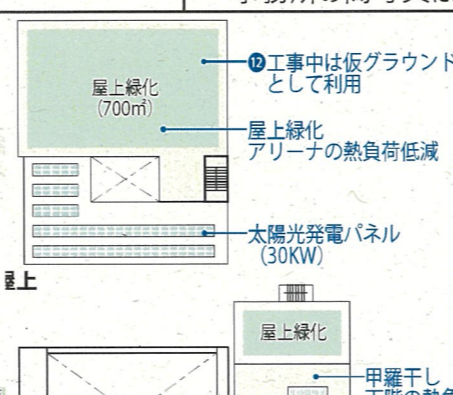 ⓬工事中は仮グラウンド
として利用
屋上緑化
(700㎡)
屋上緑化
アリーナの熱負荷低減
太陽光発電パネル
(30KW)
屋上
屋上緑化
甲羅干し